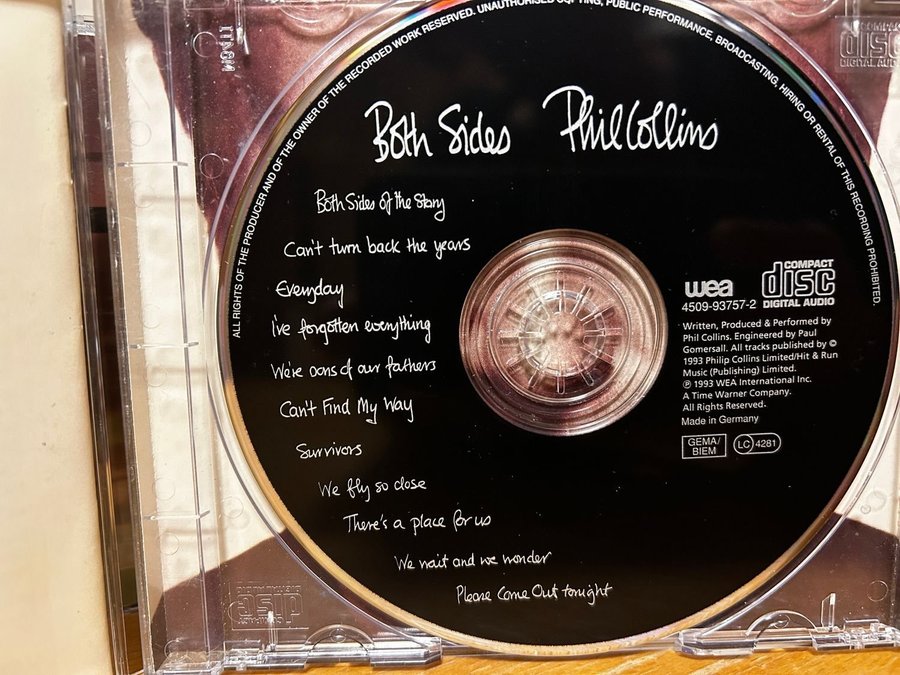 ALL RIGHTS OF THE PRODUCER AND OF THE OWNER OF THE RECORDED WORK RESERVED. UNAUTHORISED COPYING, PUBLIC PERFORMANCE, BROADCASTING, HIRING OR RENTAL OF THIS RECORDING PROHIBITED.
Both Sides Phil Collins
Both Sides of the Story
Can't turn back the years
Everyday
I've forgotten everything
We're sons of our fathers
Can't Find My Way
Survivors
We fly so close
There's a place for us
We wait and we wonder
Please Come Out tonight
wea
COMPACT
disc
DIGITAL AUDIO
4509-93757-2
Written, Produced & Performed by
Phil Collins. Engineered by Paul
Gomersall. All tracks published by ©
1993 Philip Collins Limited/Hit & Run
Music (Publishing) Limited.
℗ 1993 WEA International Inc.
A Time Warner Company.
All Rights Reserved.
Made in Germany
GEMA/
BIEM
LC 4281
COMPACT
disc
DIGITAL AUDIO